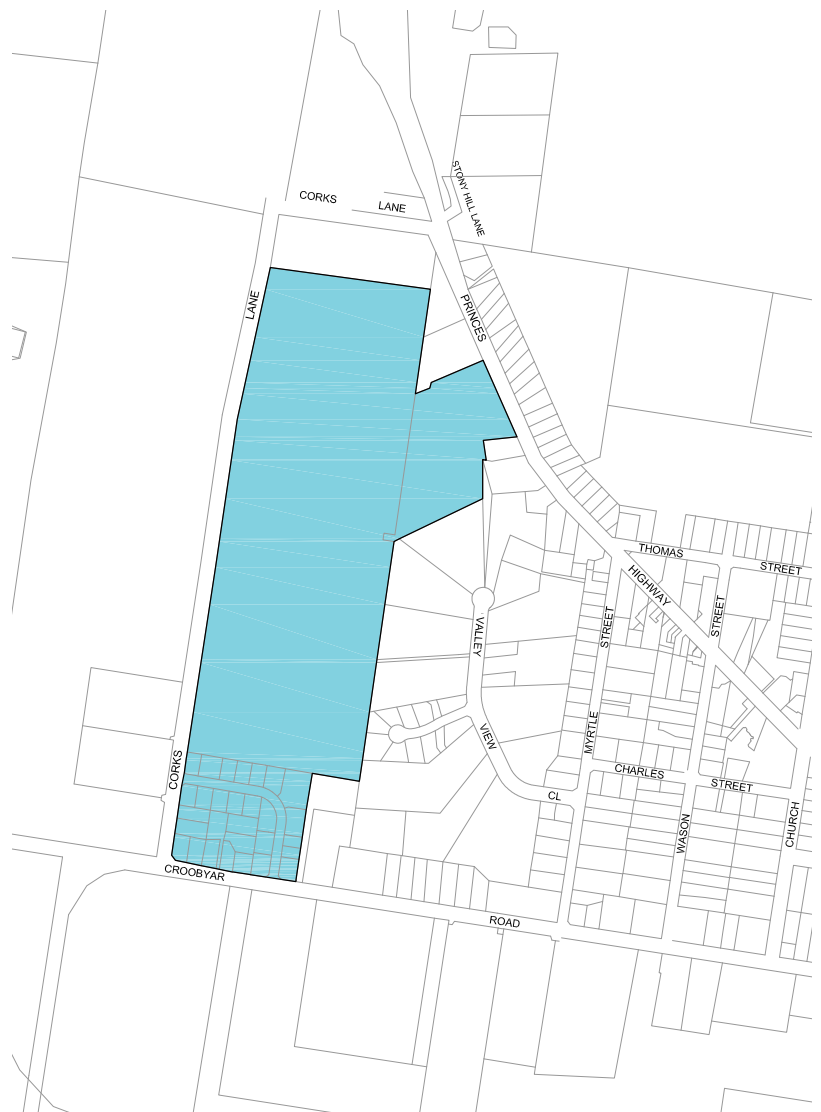 CORKS
LANE
STONY HILL LANE
LANE
PRINCES
THOMAS
STREET
HIGHWAY
STREET
STREET
VALLEY
MYRTLE
VIEW
CORKS
CHARLES
STREET
CL
CHURCH
WASON
CROOBYAR
ROAD